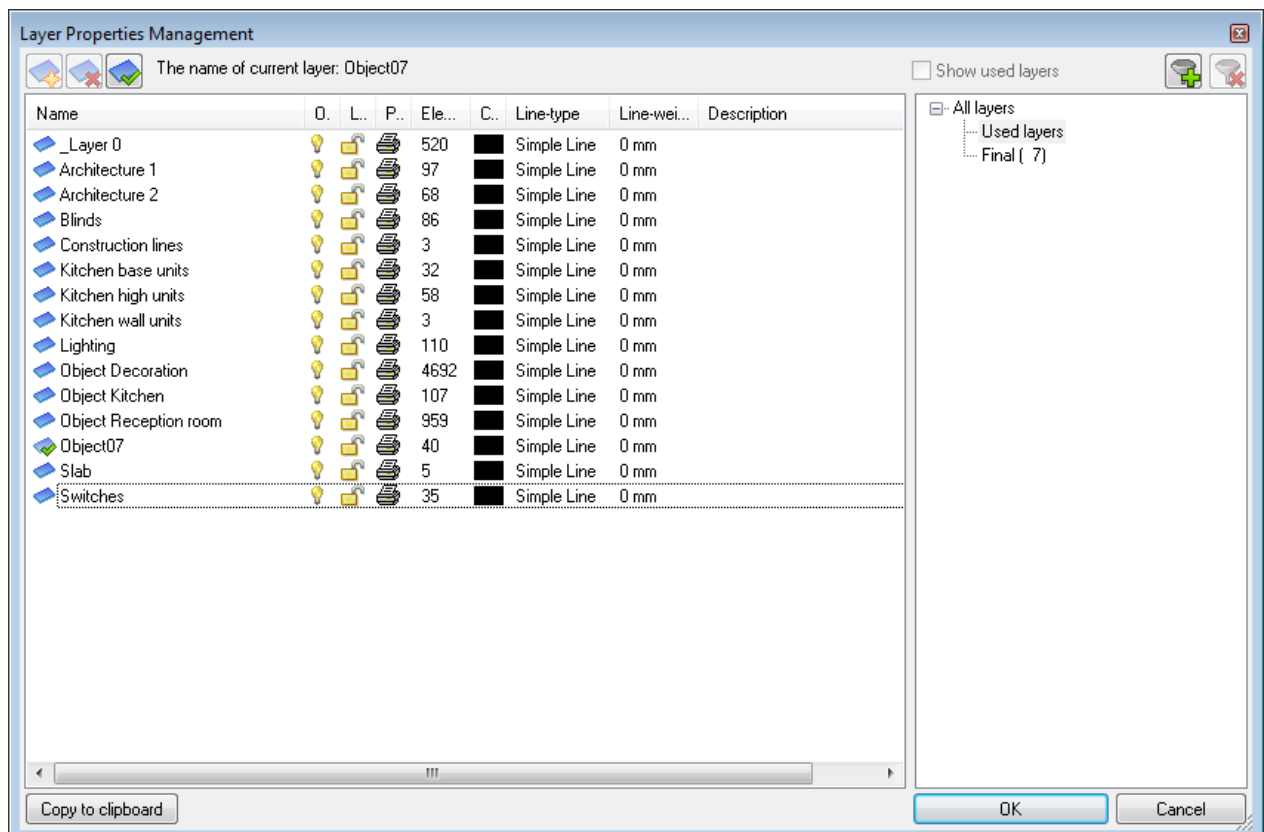 Layer Properties Management
The name of current layer: Object07
Show used layers
Name O. L.. P.. Ele... C.. Line-type Line-wei... Description
_Layer 0 520 Simple Line 0 mm
Architecture 1 97 Simple Line 0 mm
Architecture 2 68 Simple Line 0 mm
Blinds 86 Simple Line 0 mm
Construction lines 3 Simple Line 0 mm
Kitchen base units 32 Simple Line 0 mm
Kitchen high units 58 Simple Line 0 mm
Kitchen wall units 3 Simple Line 0 mm
Lighting 110 Simple Line 0 mm
Object Decoration 4692 Simple Line 0 mm
Object Kitchen 107 Simple Line 0 mm
Object Reception room 959 Simple Line 0 mm
Object07 40 Simple Line 0 mm
Slab 5 Simple Line 0 mm
Switches 35 Simple Line 0 mm
All layers
Used layers
Final ( 7)
Copy to clipboard
OK
Cancel